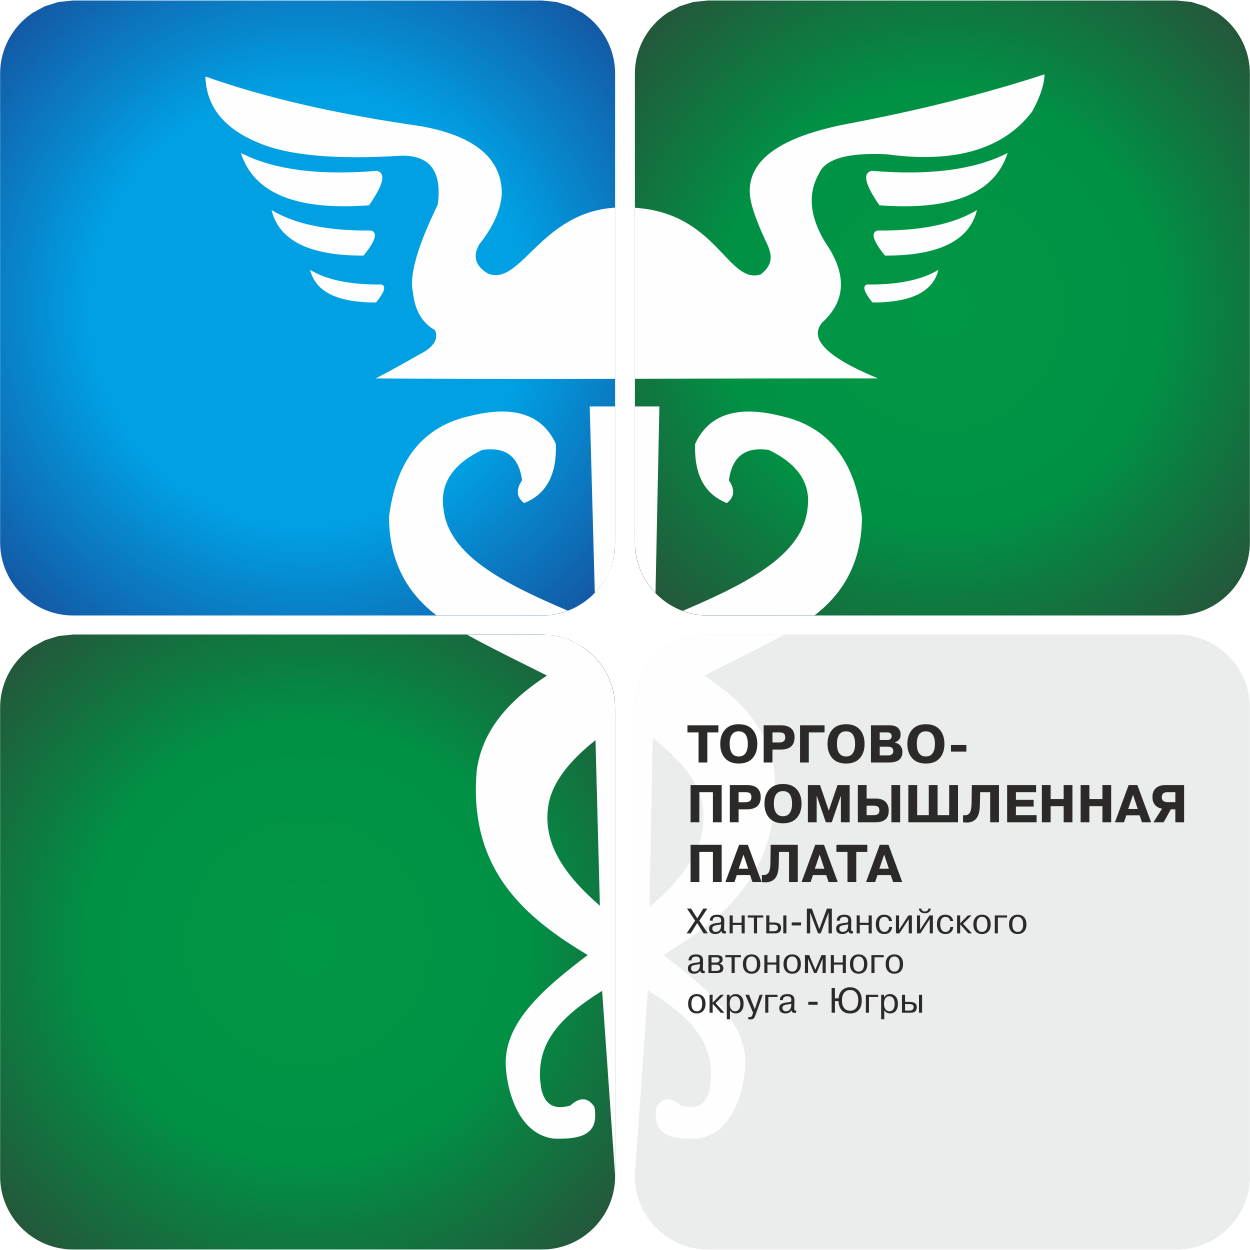 ТОРГОВО-
ПРОМЫШЛЕННАЯ
ПАЛАТА
Ханты-Мансийского
автономного
округа - Югры